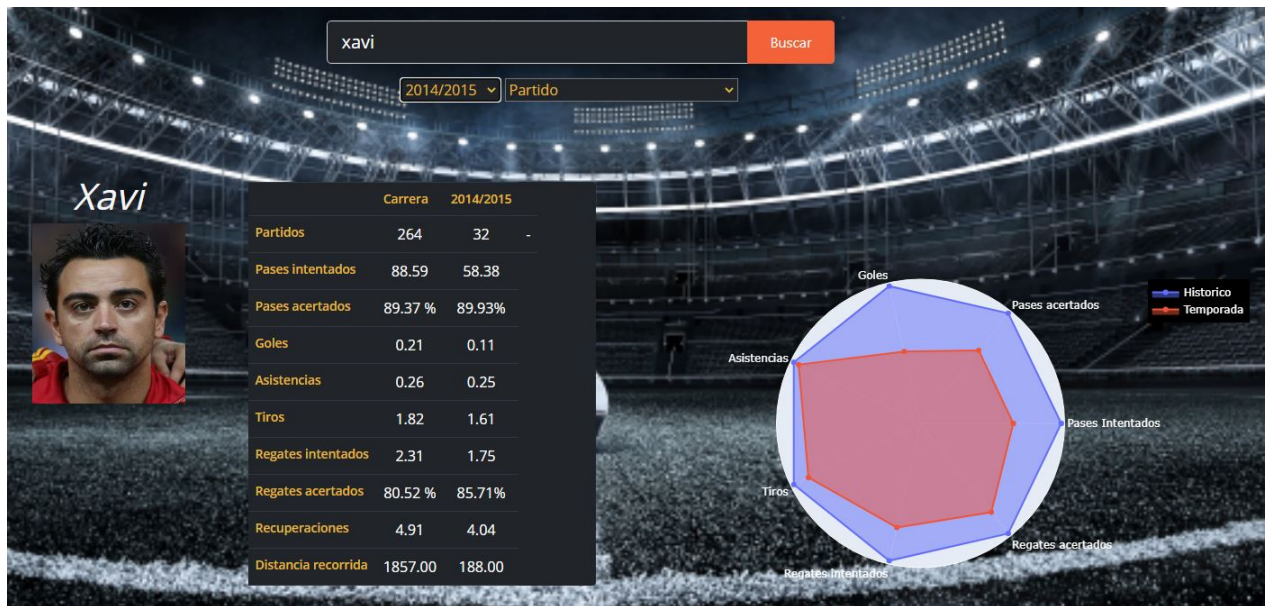 xavi
Buscar
2014/2015 Partido
Xavi
Carrera 2014/2015
Partidos 264 32 -
Pases intentados 88.59 58.38
Pases acertados 89.37 % 89.93%
Goles 0.21 0.11
Asistencias 0.26 0.25
Tiros 1.82 1.61
Regates intentados 2.31 1.75
Regates acertados 80.52 % 85.71%
Recuperaciones 4.91 4.04
Distancia recorrida 1857.00 188.00
Goles
Pases acertados
Asistencias
Pases Intentados
Tiros
Regates acertados
Regates intentados
Historico
Temporada